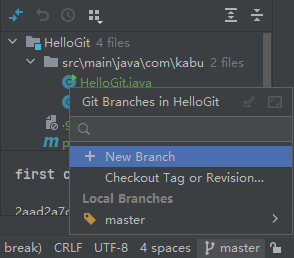 HelloGit 4 files
src\main\java\com\kabu 2 files
HelloGit.java
Git Branches in HelloGit
New Branch
Checkout Tag or Revision...
Local Branches
master
first
break) CRLF UTF-8 4 spaces master